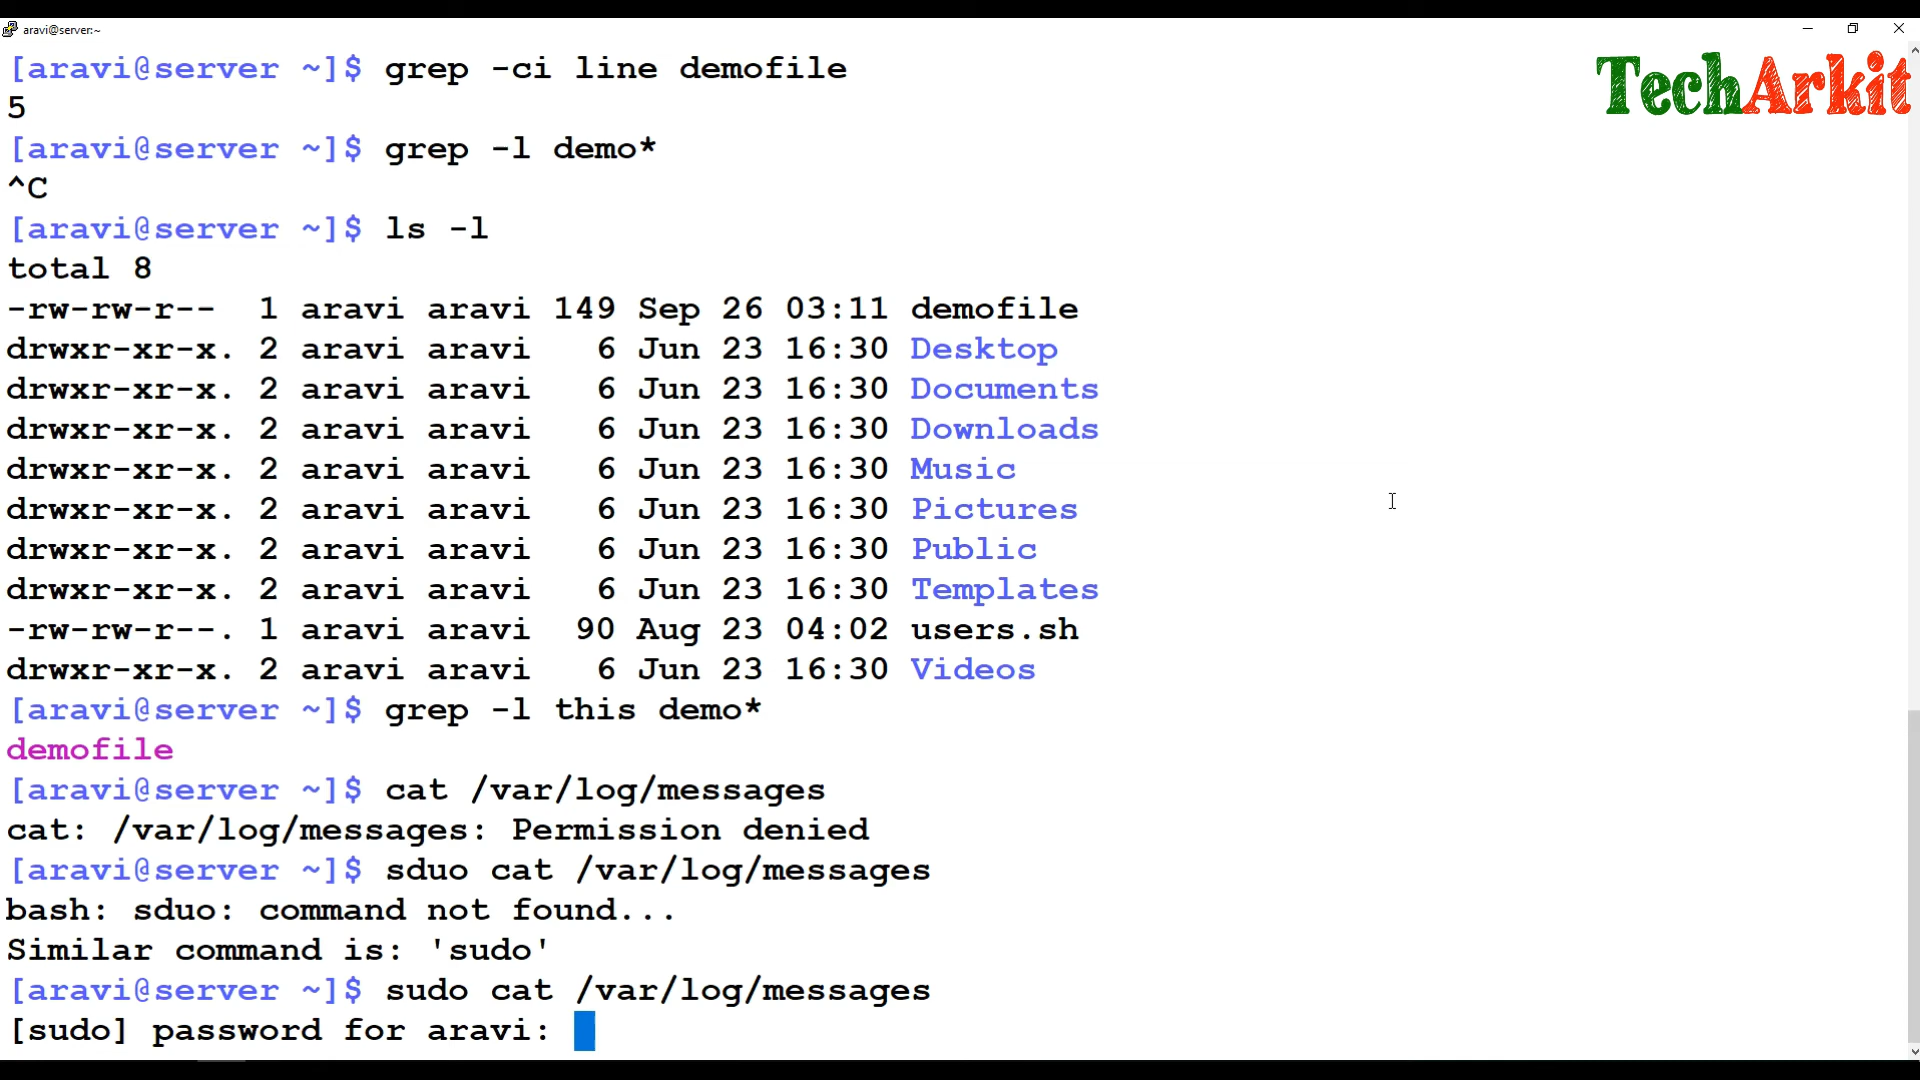 aravi@server:~
[aravi@server ~]$ grep -ci line demofile
TechArkit
5
[aravi@server ~]$ grep -l demo*
^C
[aravi@server ~]$ ls -l
total 8
-rw-rw-r--  1 aravi aravi 149 Sep 26 03:11 demofile
drwxr-xr-x. 2 aravi aravi   6 Jun 23 16:30 Desktop
drwxr-xr-x. 2 aravi aravi   6 Jun 23 16:30 Documents
drwxr-xr-x. 2 aravi aravi   6 Jun 23 16:30 Downloads
drwxr-xr-x. 2 aravi aravi   6 Jun 23 16:30 Music
drwxr-xr-x. 2 aravi aravi   6 Jun 23 16:30 Pictures
drwxr-xr-x. 2 aravi aravi   6 Jun 23 16:30 Public
drwxr-xr-x. 2 aravi aravi   6 Jun 23 16:30 Templates
-rw-rw-r--. 1 aravi aravi  90 Aug 23 04:02 users.sh
drwxr-xr-x. 2 aravi aravi   6 Jun 23 16:30 Videos
[aravi@server ~]$ grep -l this demo*
demofile
[aravi@server ~]$ cat /var/log/messages
cat: /var/log/messages: Permission denied
[aravi@server ~]$ sduo cat /var/log/messages
bash: sduo: command not found...
Similar command is: 'sudo'
[aravi@server ~]$ sudo cat /var/log/messages
[sudo] password for aravi: